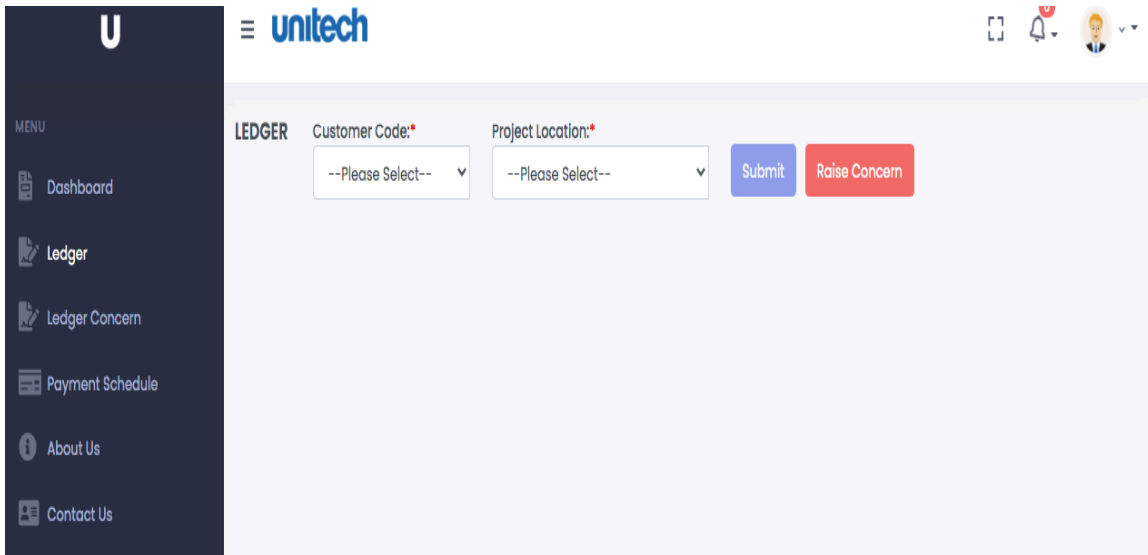 U
unitech
0
MENU
Dashboard
Ledger
Ledger Concern
Payment Schedule
About Us
Contact Us
LEDGER
Customer Code:*
--Please Select--
Project Location:*
--Please Select--
Submit
Raise Concern